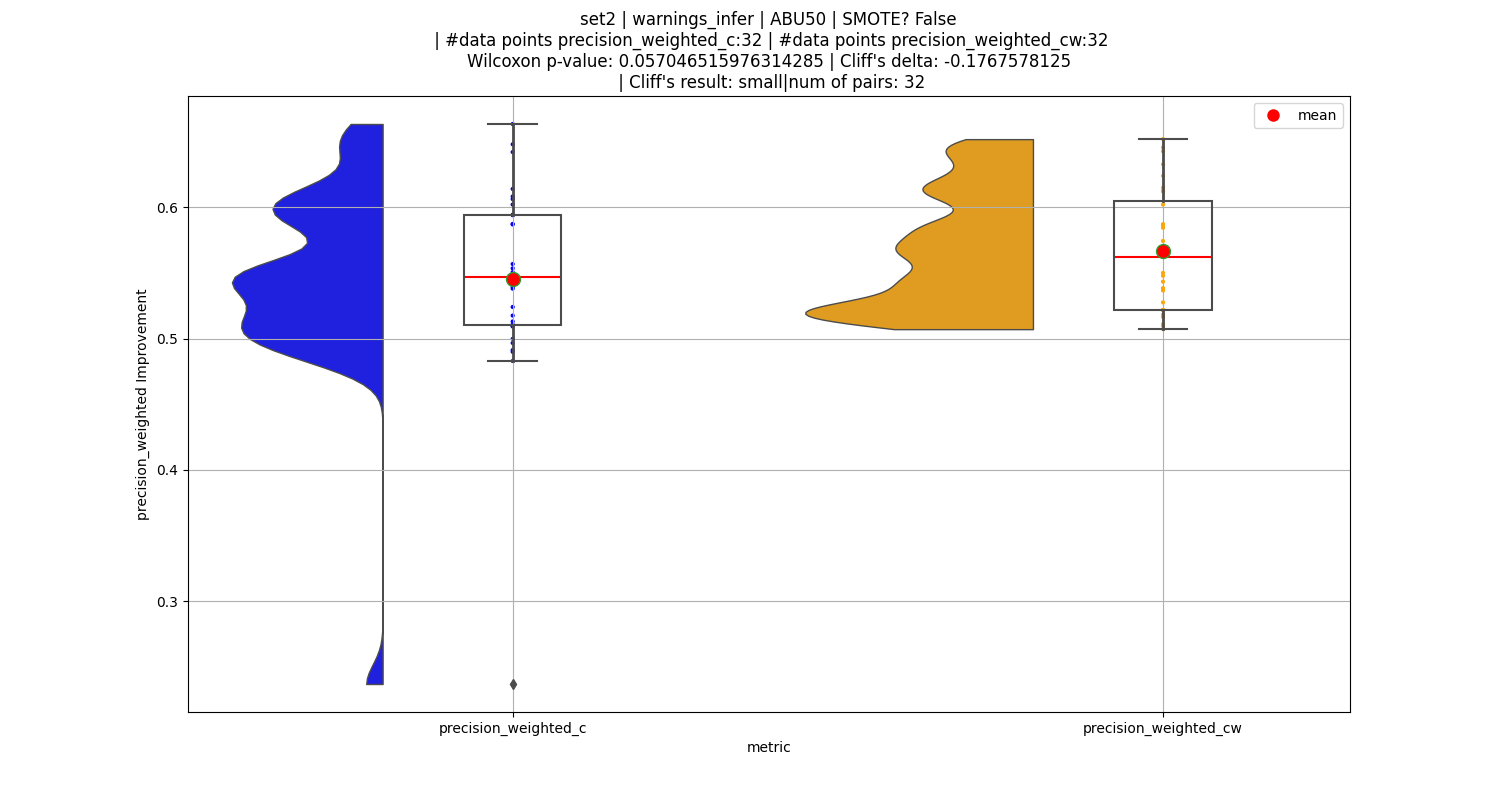 set2 | warnings_infer | ABU50 | SMOTE? False
| #data points precision_weighted_c:32 | #data points precision_weighted_cw:32
Wilcoxon p-value: 0.057046515976314285 | Cliff's delta: -0.1767578125
| Cliff's result: small|num of pairs: 32
mean
0.6
0.5
0.4
0.3
precision_weighted Improvement
precision_weighted_c
precision_weighted_cw
metric